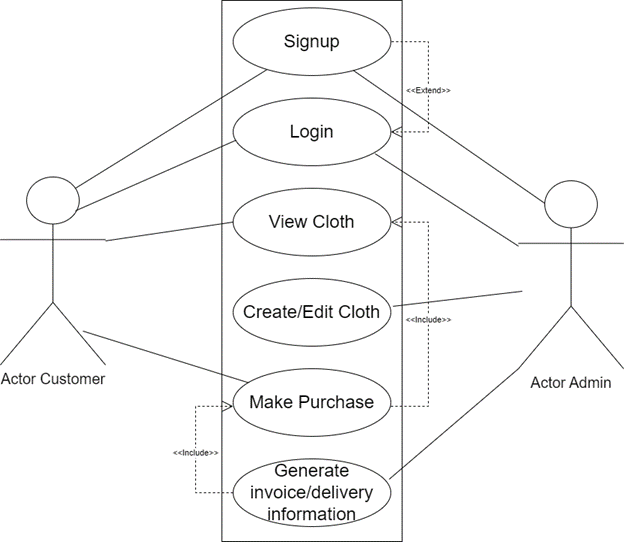 Signup
<<Extend>>
Login
View Cloth
Create/Edit Cloth
<<Include>>
Actor Customer
Actor Admin
Make Purchase
<<Include>>
Generate
invoice/delivery
information